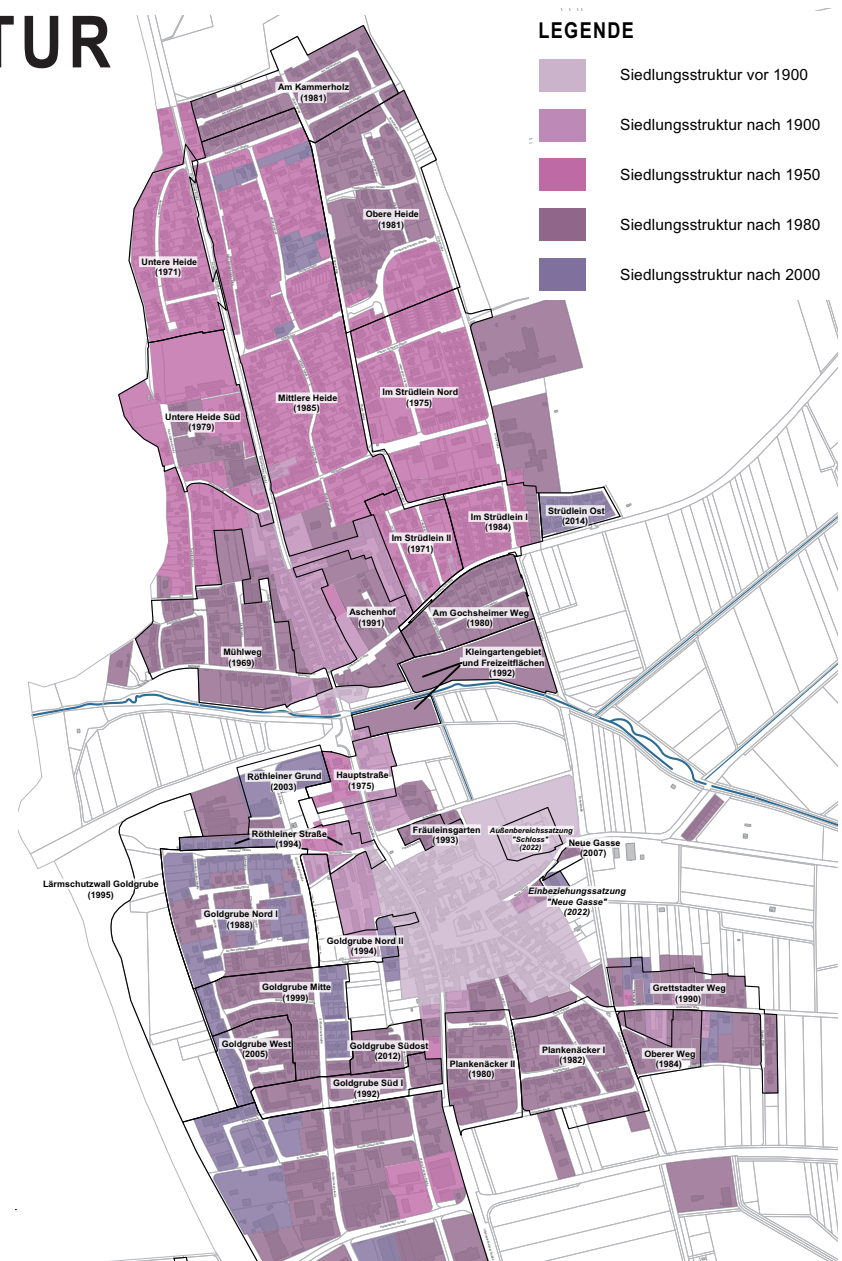 TUR
LEGENDE
Siedlungsstruktur vor 1900
Siedlungsstruktur nach 1900
Siedlungsstruktur nach 1950
Siedlungsstruktur nach 1980
Siedlungsstruktur nach 2000
Am Kammerholz
(1981)
Obere Heide
(1981)
Untere Heide
(1971)
Mittlere Heide
(1985)
Im Strüdlein Nord
(1975)
Untere Heide Süd
(1979)
Im Strüdlein I
(1984)
Strüdlein Ost
(2014)
Im Strüdlein II
(1971)
Aschenhof
(1991)
Am Gochsheimer Weg
(1980)
Mühlweg
(1969)
Kleingartengebiet
und Freizeitflächen
(1992)
Röthleiner Grund
(2003)
Hauptstraße
(1975)
Röthleiner Straße
(1994)
Fräuleinsgarten
(1993)
Außenbereichssatzung
"Schloss"
(2022)
Neue Gasse
(2007)
Lärmschutzwall Goldgrube
(1995)
Einbeziehungssatzung
"Neue Gasse"
(2022)
Goldgrube Nord I
(1988)
Goldgrube Nord II
(1994)
Goldgrube Mitte
(1999)
Grettstadter Weg
(1990)
Goldgrube West
(2005)
Goldgrube Südost
(2012)
Plankenäcker II
(1980)
Plankenäcker I
(1982)
Oberer Weg
(1984)
Goldgrube Süd I
(1992)